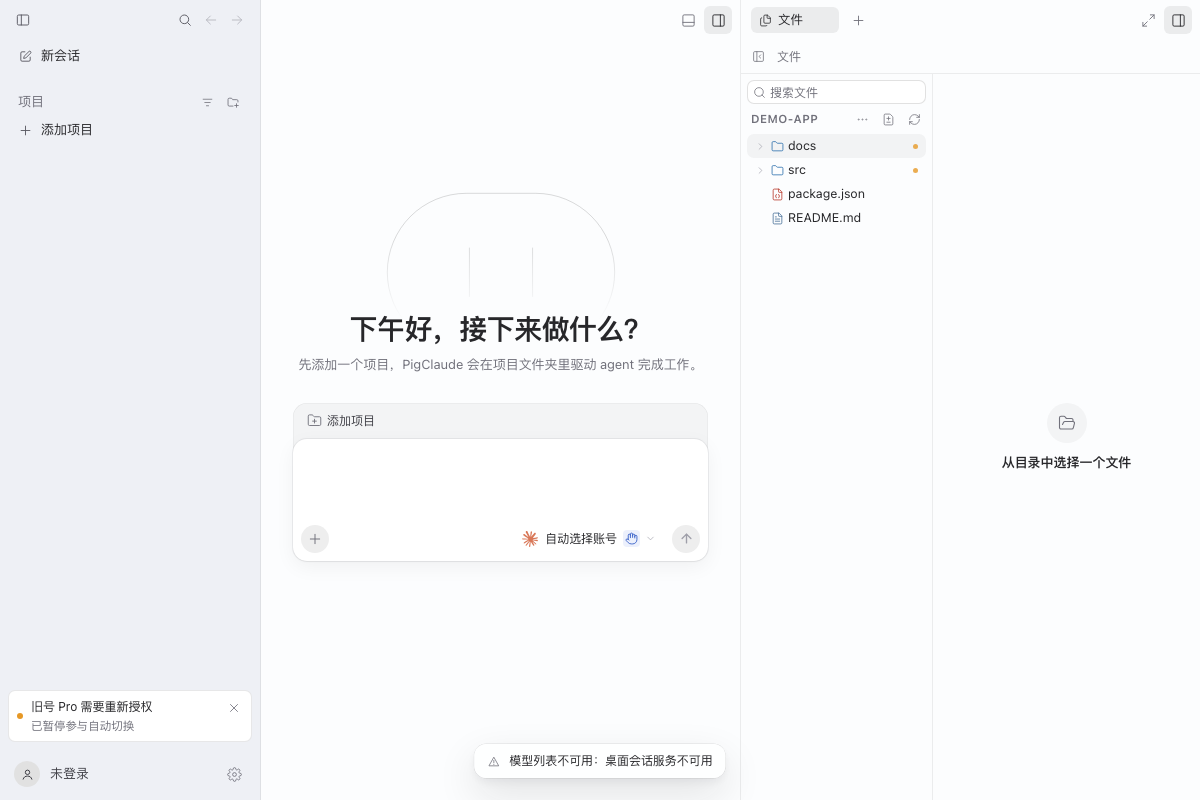 新会话
项目
添加项目
旧号 Pro 需要重新授权
已暂停参与自动切换
未登录
下午好，接下来做什么?
先添加一个项目，PigClaude 会在项目文件夹里驱动 agent 完成工作。
添加项目
自动选择账号
模型列表不可用：桌面会话服务不可用
文件
文件
搜索文件
DEMO-APP
docs
src
package.json
README.md
从目录中选择一个文件